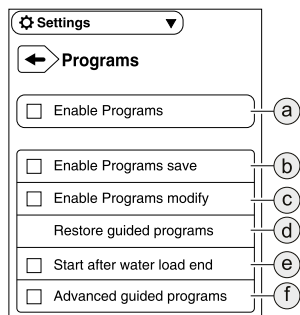 Settings
Programs
Enable Programs a
Enable Programs save b
Enable Programs modify c
Restore guided programs d
Start after water load end e
Advanced guided programs f